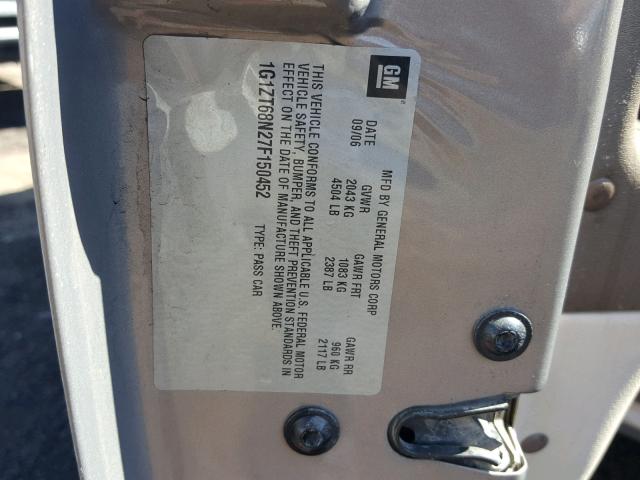 GM
MFD BY GENERAL MOTORS CORP
DATE GVWR GAWR FRT GAWR RR
09/06 2043 KG 1083 KG 960 KG
4504 LB 2387 LB 2117 LB
THIS VEHICLE CONFORMS TO ALL APPLICABLE U.S. FEDERAL MOTOR
VEHICLE SAFETY, BUMPER, AND THEFT PREVENTION STANDARDS IN
EFFECT ON THE DATE OF MANUFACTURE SHOWN ABOVE.
1G1ZT68N27F150452 TYPE: PASS CAR